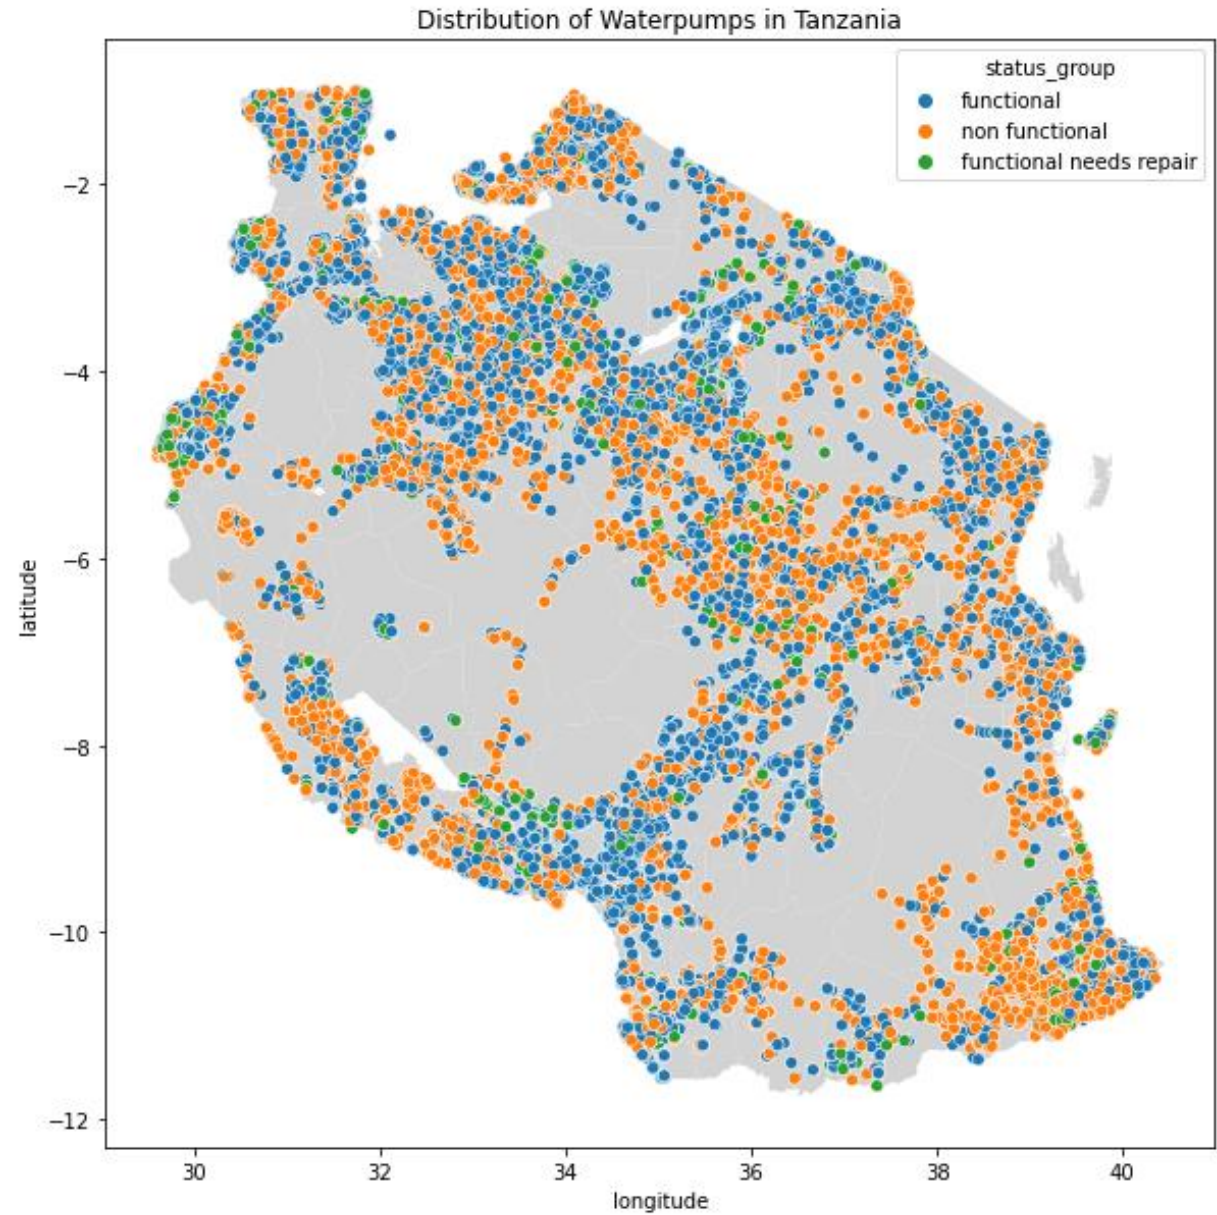 Distribution of Waterpumps in Tanzania
status_group
functional
non functional
functional needs repair
−2
−4
−6
−8
−10
−12
latitude
30 32 34 36 38 40
longitude